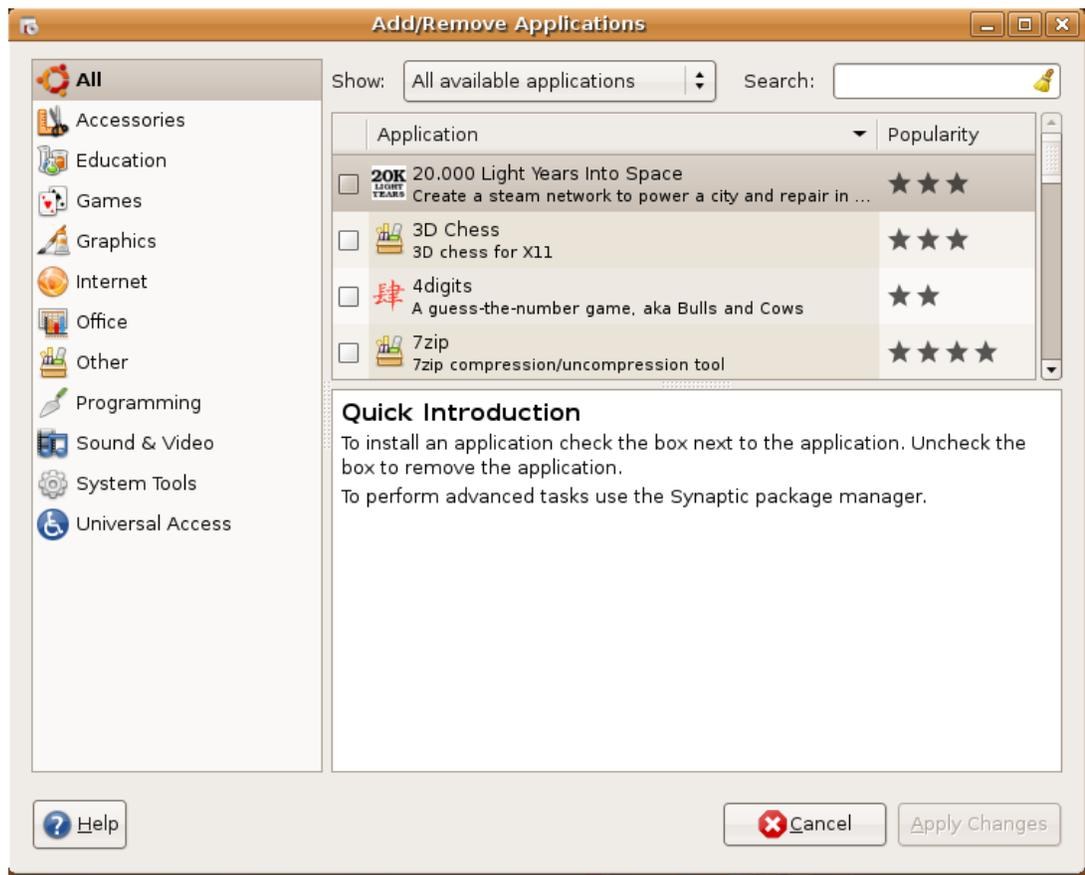 Add/Remove Applications
All
Accessories
Education
Games
Graphics
Internet
Office
Other
Programming
Sound & Video
System Tools
Universal Access
Show: All available applications Search:
Application Popularity
20K
LIGHT
YEARS
20.000 Light Years Into Space
Create a steam network to power a city and repair in ...
3D Chess
3D chess for X11
肆
4digits
A guess-the-number game, aka Bulls and Cows
7zip
7zip compression/uncompression tool
Quick Introduction
To install an application check the box next to the application. Uncheck the
box to remove the application.
To perform advanced tasks use the Synaptic package manager.
Help Cancel Apply Changes